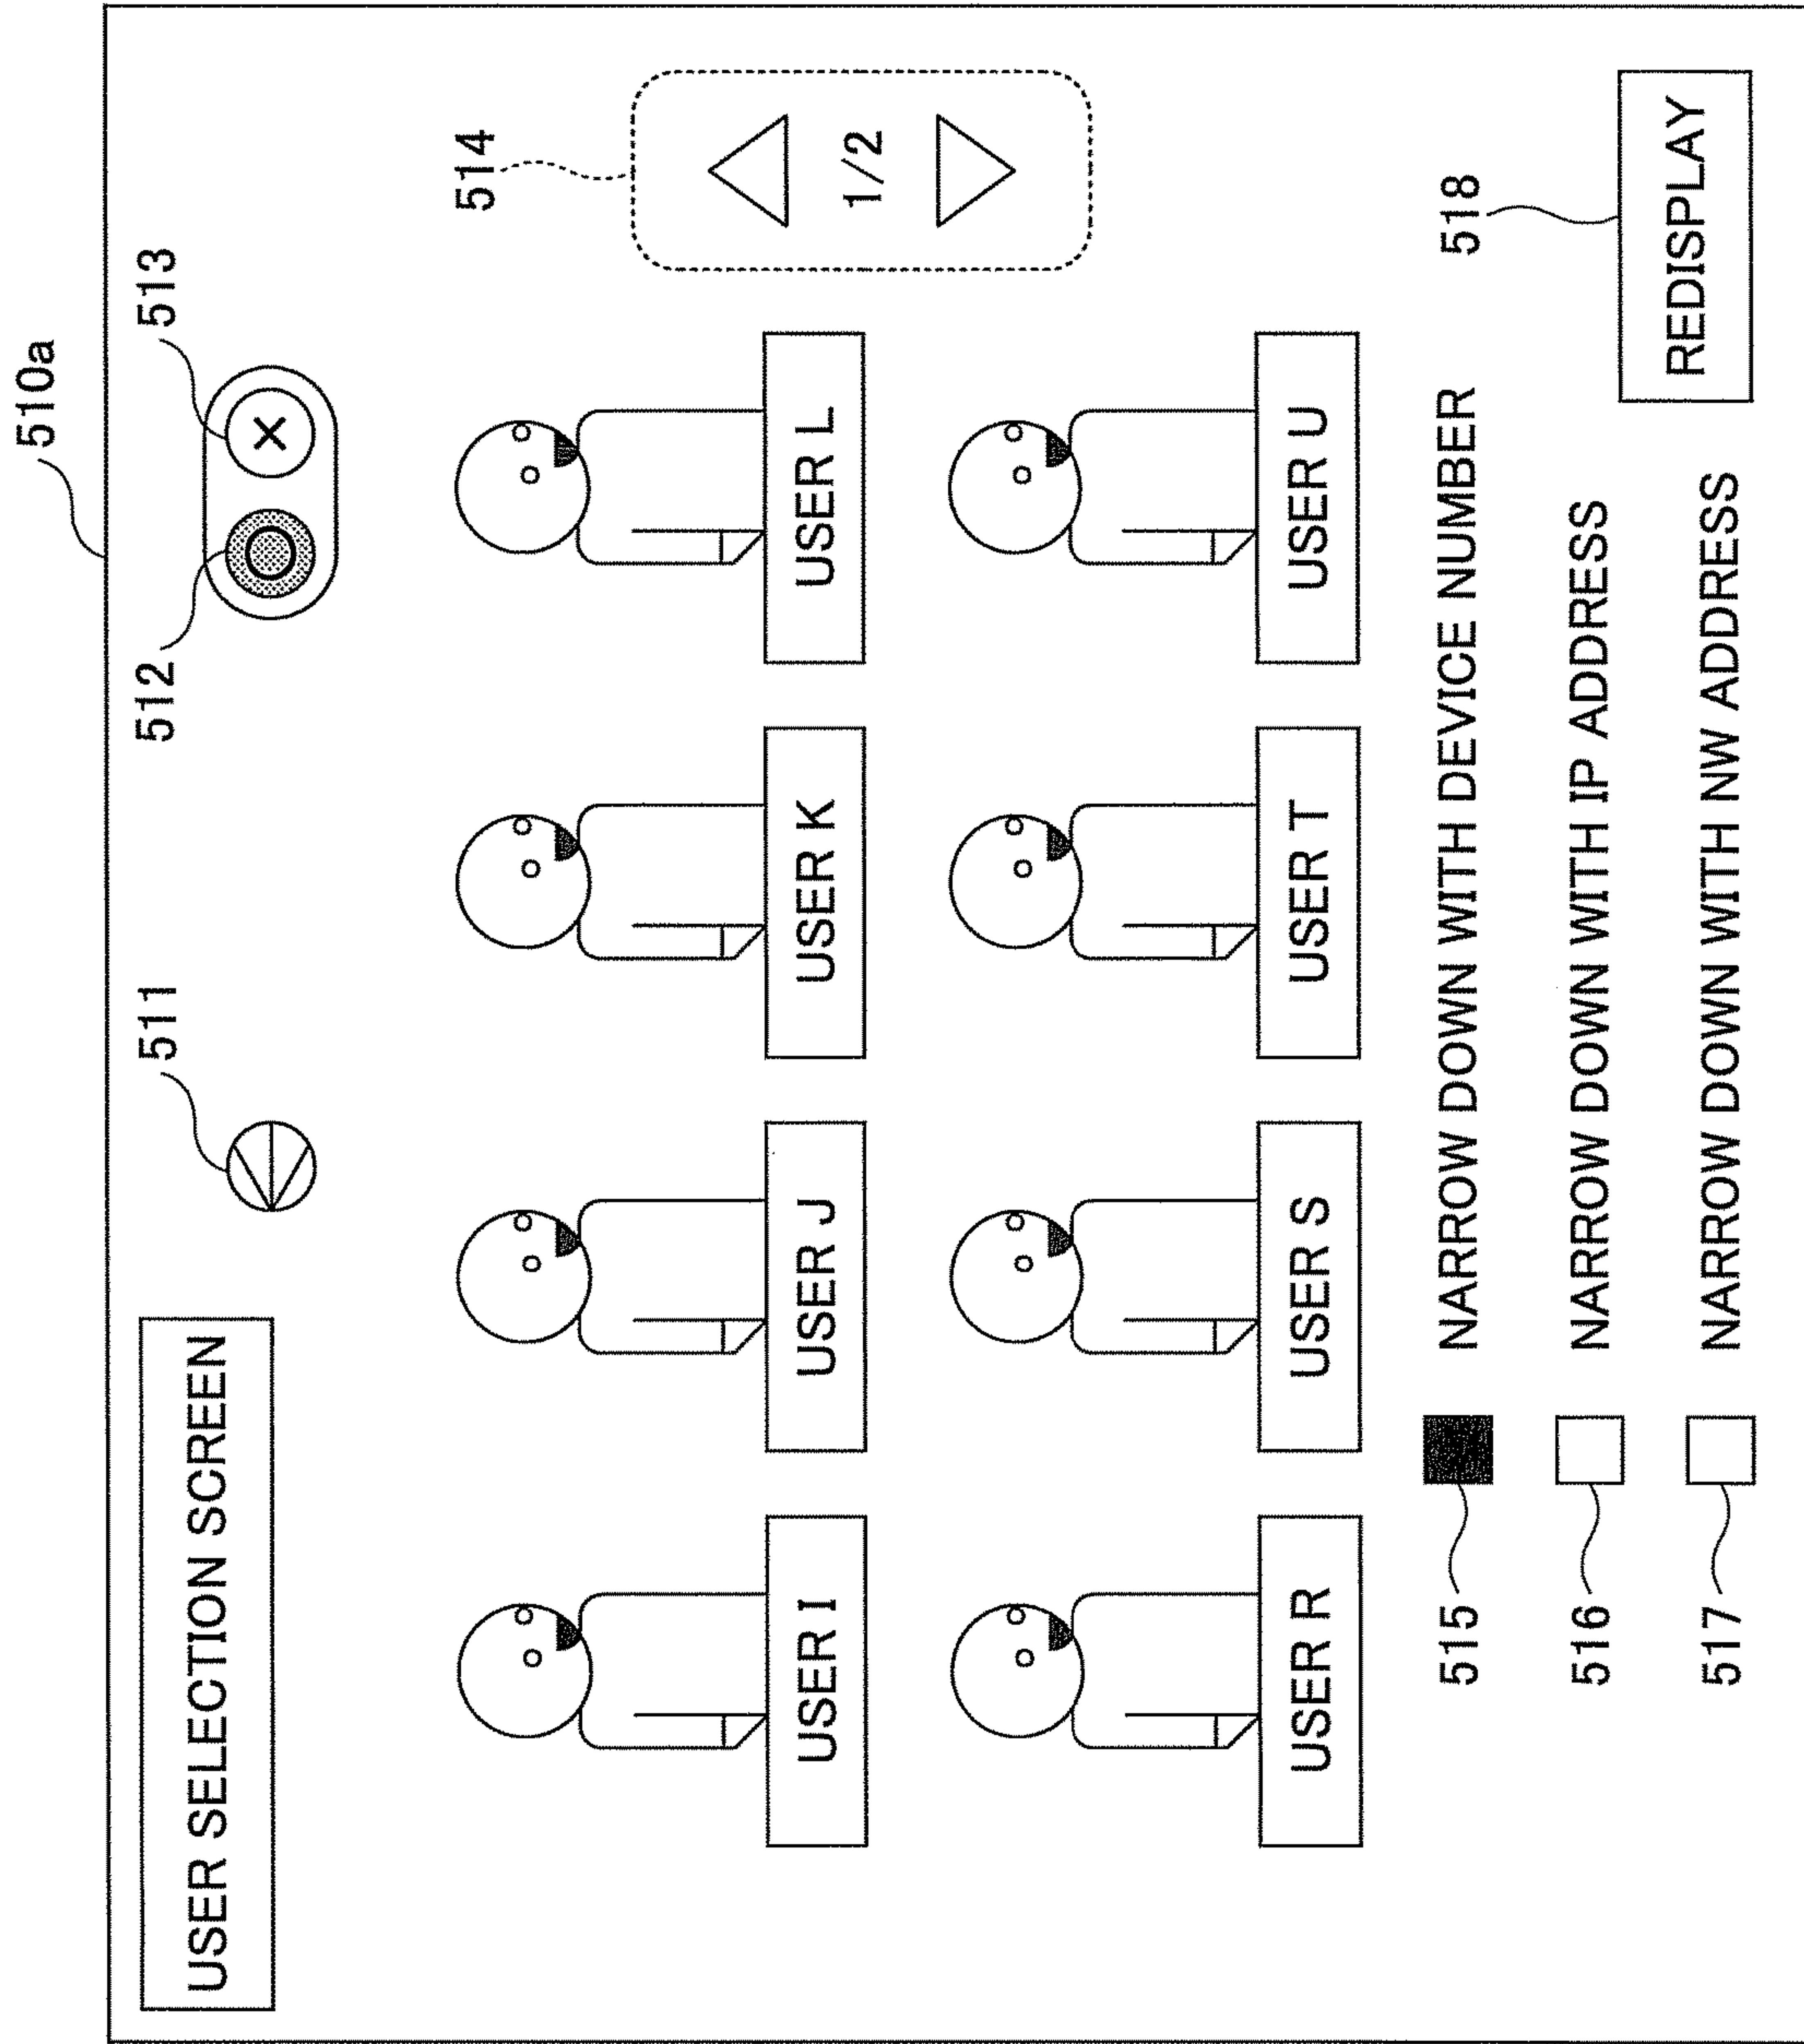 510a
USER SELECTION SCREEN
511
512
513
×
514
1/2
USER I
USER J
USER K
USER L
USER R
USER S
USER T
USER U
515
NARROW DOWN WITH DEVICE NUMBER
516
NARROW DOWN WITH IP ADDRESS
517
NARROW DOWN WITH NW ADDRESS
518
REDISPLAY